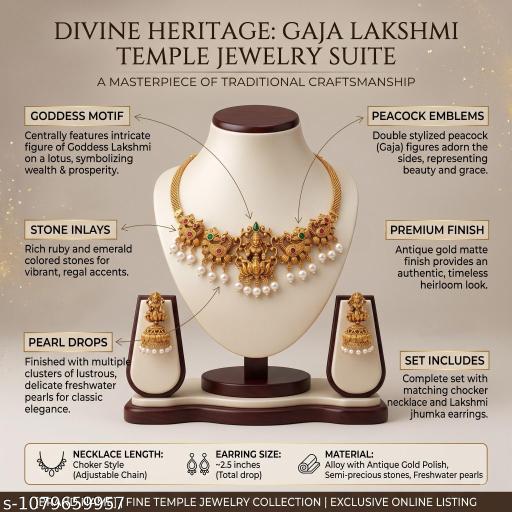 DIVINE HERITAGE: GAJA LAKSHMI
TEMPLE JEWELRY SUITE
A MASTERPIECE OF TRADITIONAL CRAFTSMANSHIP
GODDESS MOTIF
Centrally features intricate
figure of Goddess Lakshmi
on a lotus, symbolizing
wealth & prosperity.
PEACOCK EMBLEMS
Double stylized peacock
(Gaja) figures adorn the
sides, representing
beauty and grace.
STONE INLAYS
Rich ruby and emerald
colored stones for
vibrant, regal accents.
PREMIUM FINISH
Antique gold matte
finish provides an
authentic, timeless
heirloom look.
PEARL DROPS
Finished with multiple
clusters of lustrous,
delicate freshwater
pearls for classic
elegance.
SET INCLUDES
Complete set with
matching chocker
necklace and Lakshmi
jhumka earrings.
NECKLACE LENGTH:
Choker Style
(Adjustable Chain)
EARRING SIZE:
~2.5 inches
(Total drop)
MATERIAL:
Alloy with Antique Gold Polish,
Semi-precious stones, Freshwater pearls
s-1079659957
FINE TEMPLE JEWELRY COLLECTION | EXCLUSIVE ONLINE LISTING